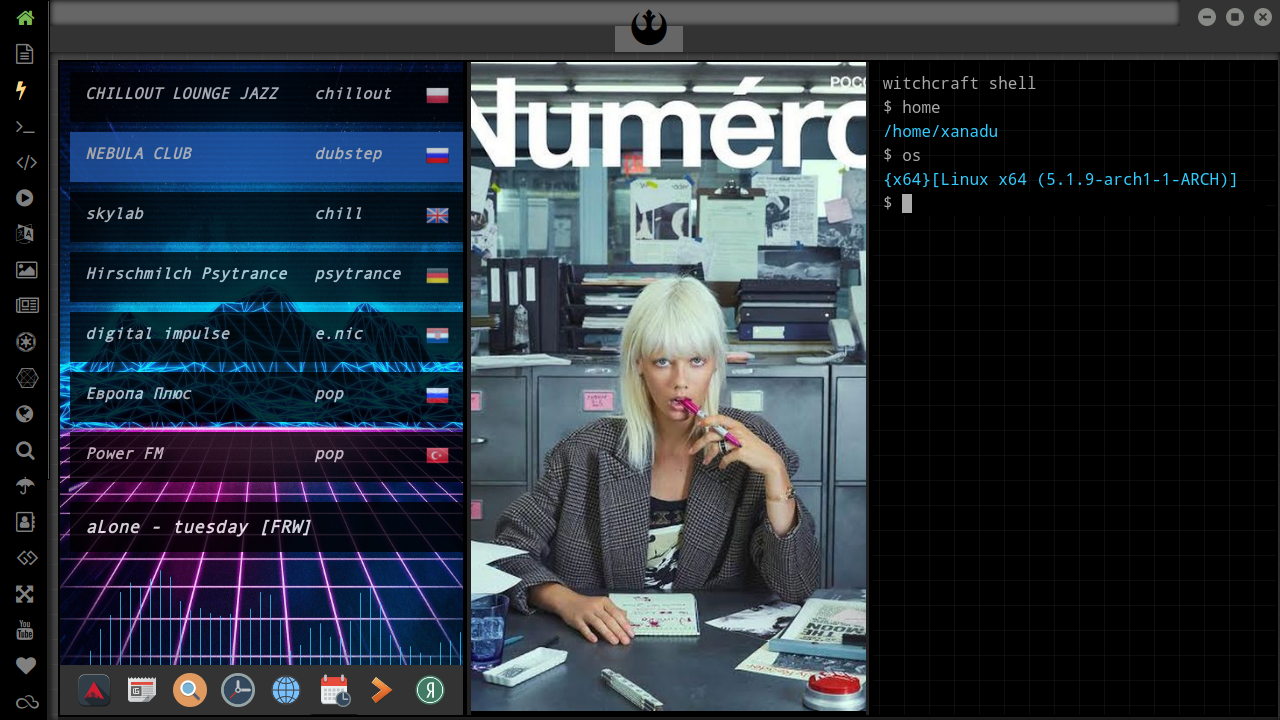 CHILLOUT LOUNGE JAZZ chillout
NEBULA CLUB dubstep
skylab chill
Hirschmilch Psytrance psytrance
digital impulse e.nic
Европа Плюс pop
Power FM pop
aLone - tuesday [FRW]
Я
You
Tube
Numéro
witchcraft shell
$ home
/home/xanadu
$ os
{x64}[Linux x64 (5.1.9-arch1-1-ARCH)]
$